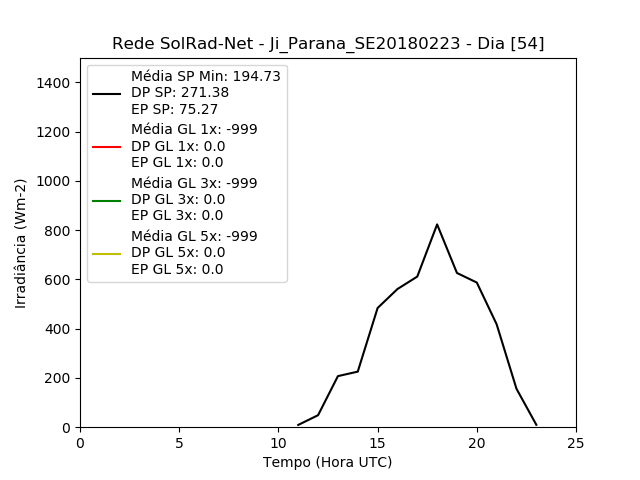 Rede SolRad-Net - Ji_Parana_SE20180223 - Dia [54]
Média SP Min: 194.73
DP SP: 271.38
EP SP: 75.27
Média GL 1x: -999
DP GL 1x: 0.0
EP GL 1x: 0.0
Média GL 3x: -999
DP GL 3x: 0.0
EP GL 3x: 0.0
Média GL 5x: -999
DP GL 5x: 0.0
EP GL 5x: 0.0
1400
1200
1000
800
600
400
200
0
Irradiância (Wm-2)
0 5 10 15 20 25
Tempo (Hora UTC)